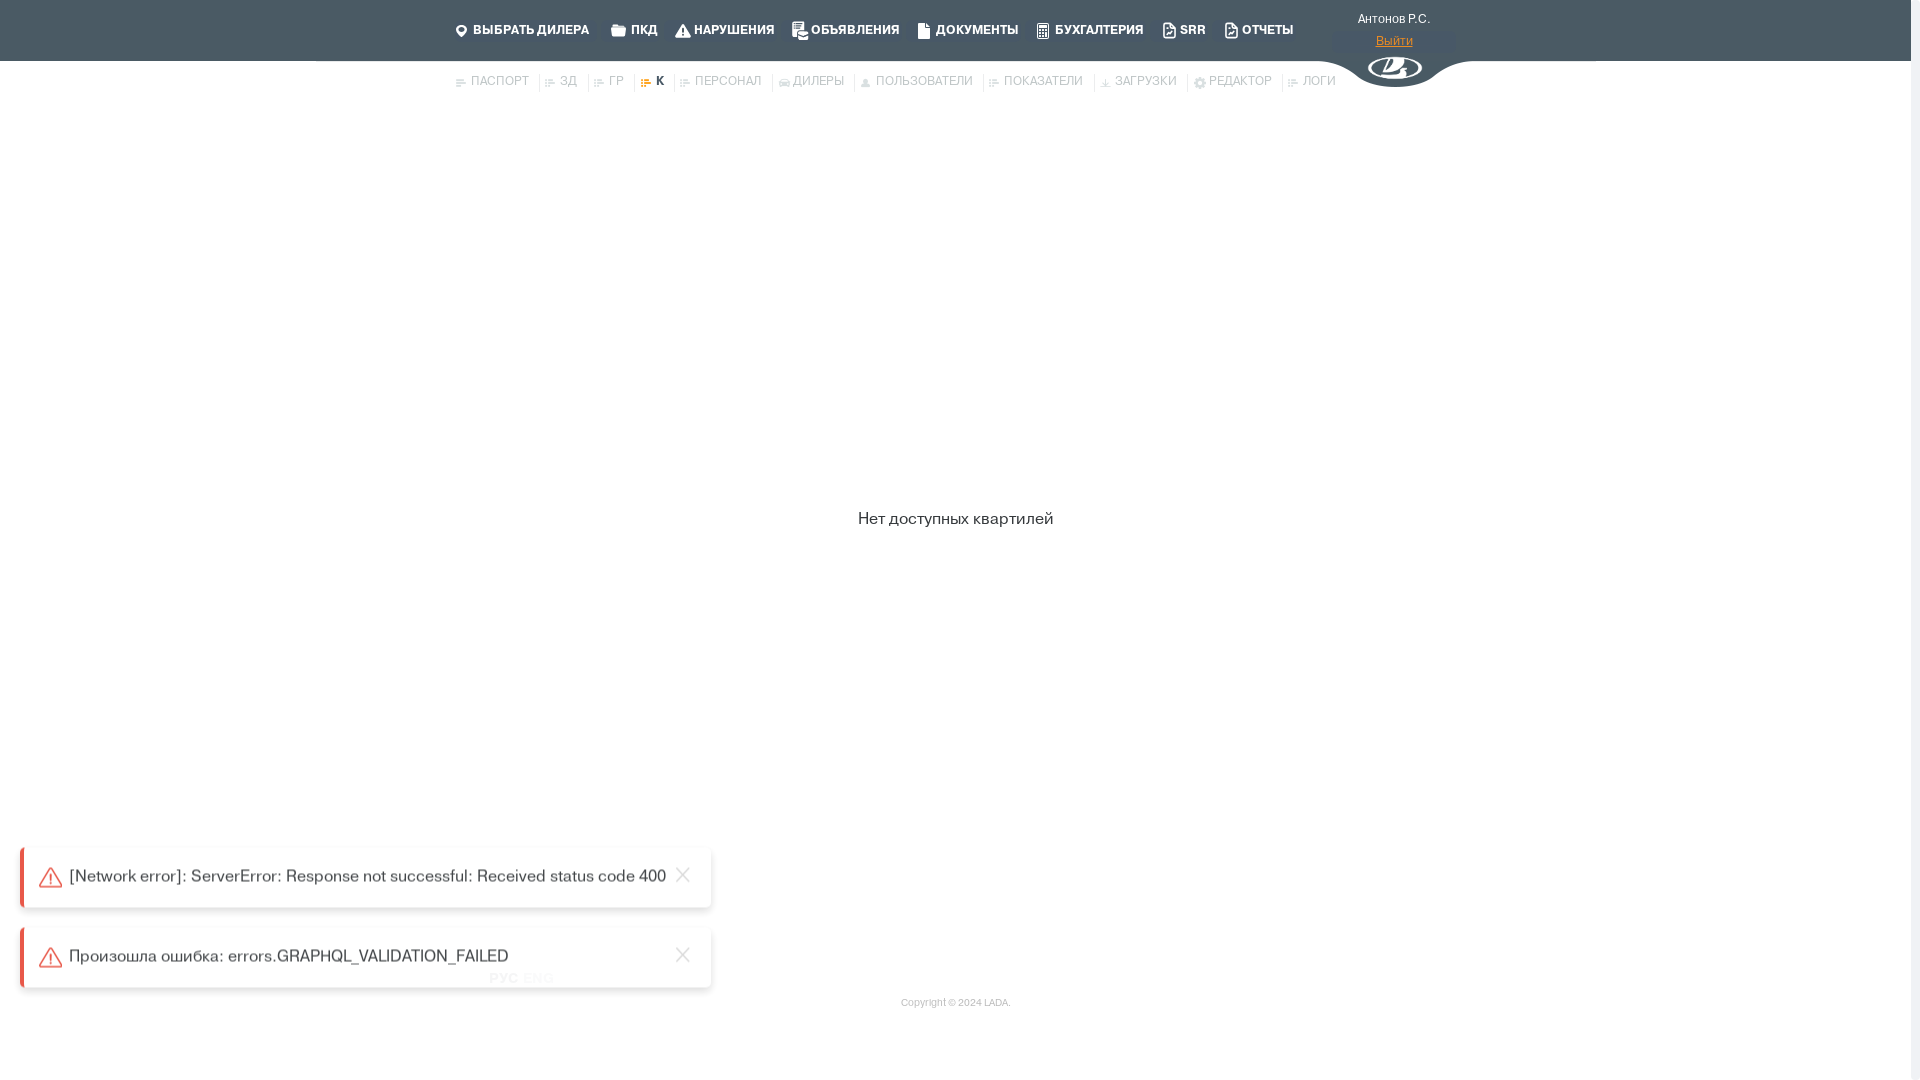 ВЫБРАТЬ ДИЛЕРА ПКД НАРУШЕНИЯ ОБЪЯВЛЕНИЯ ДОКУМЕНТЫ БУХГАЛТЕРИЯ SRR ОТЧЕТЫ
Антонов Р.С.
Выйти
ПАСПОРТ ЗД ГР К ПЕРСОНАЛ ДИЛЕРЫ ПОЛЬЗОВАТЕЛИ ПОКАЗАТЕЛИ ЗАГРУЗКИ РЕДАКТОР ЛОГИ
Нет доступных квартилей
[Network error]: ServerError: Response not successful: Received status code 400
Произошла ошибка: errors.GRAPHQL_VALIDATION_FAILED
РУС ENG
Copyright © 2024 LADA.